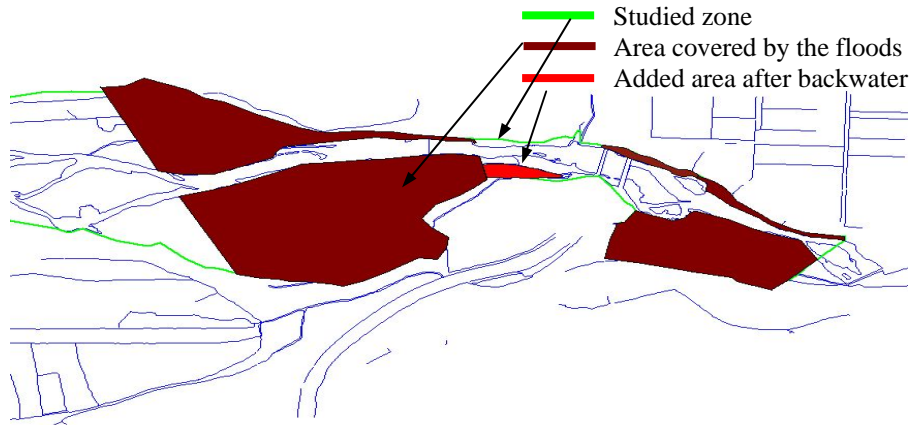 Studied zone
Area covered by the floods
Added area after backwater